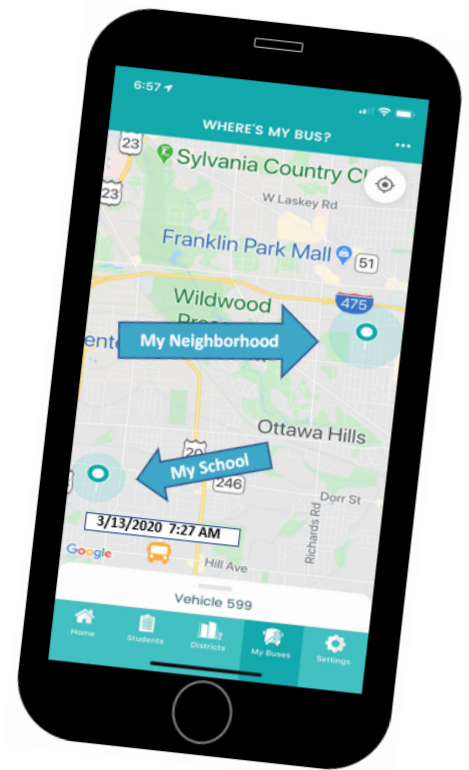 6:57
WHERE'S MY BUS?
23
Sylvania Country C
W Laskey Rd
23
Franklin Park Mall
51
Wildwood
475
My Neighborhood
ente
Ottawa Hills
20
My School
246
Dorr St
Richards Rd
3/13/2020 7:27 AM
Google
Hill Ave
Vehicle 599
Home
Students
Districts
My Buses
Settings